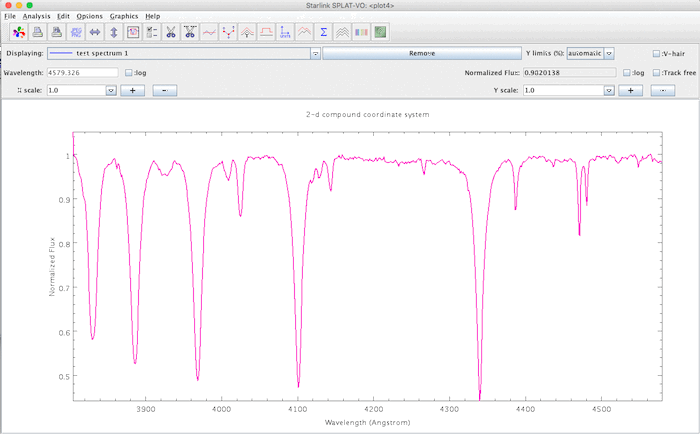 Starlink SPLAT-VO: <plot4>
File Analysis Edit Options Graphics Help
Displaying: test spectrum 1 Remove Y limits (%): automatic :V-hair
Wavelength: 4579.326 :log Normalized Flux: 0.9020138 :log :Track free
X scale: 1.0 + -- Y scale: 1.0 + --
2-d compound coordinate system
1
0.9
0.8
0.7
0.6
0.5
Normalized Flux
3900 4000 4100 4200 4300 4400 4500
Wavelength (Angstrom)